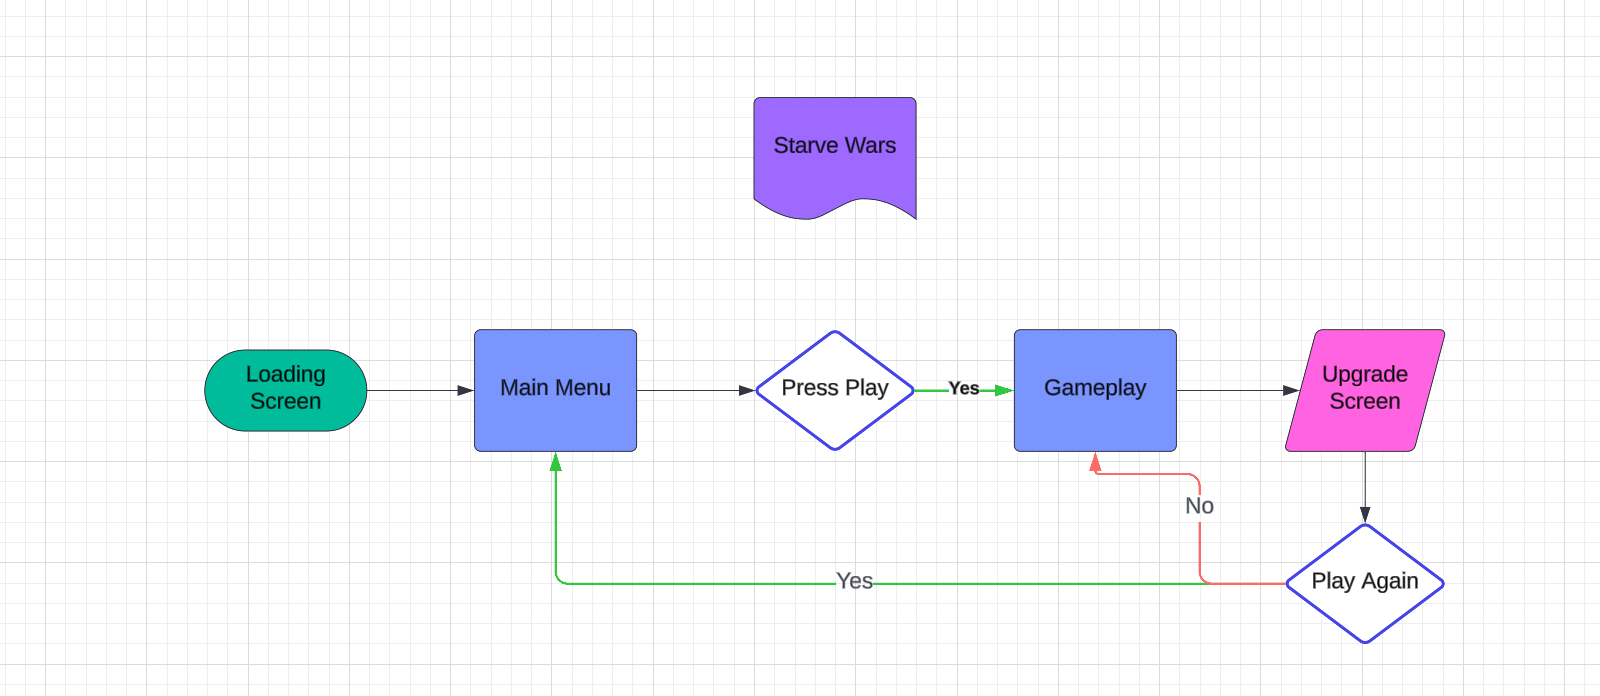 Starve Wars
Loading
Screen
Main Menu
Press Play
Yes
Gameplay
Upgrade
Screen
No
Yes
Play Again